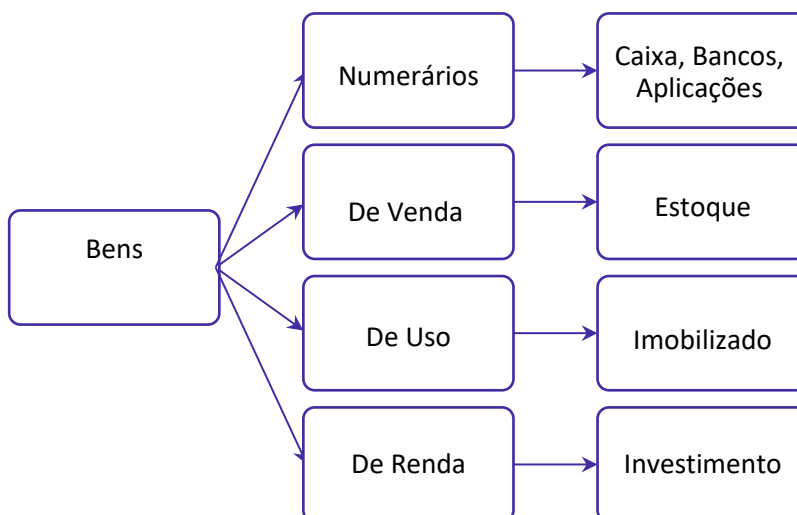 Numerários
Caixa, Bancos,
Aplicações
De Venda
Estoque
Bens
De Uso
Imobilizado
De Renda
Investimento